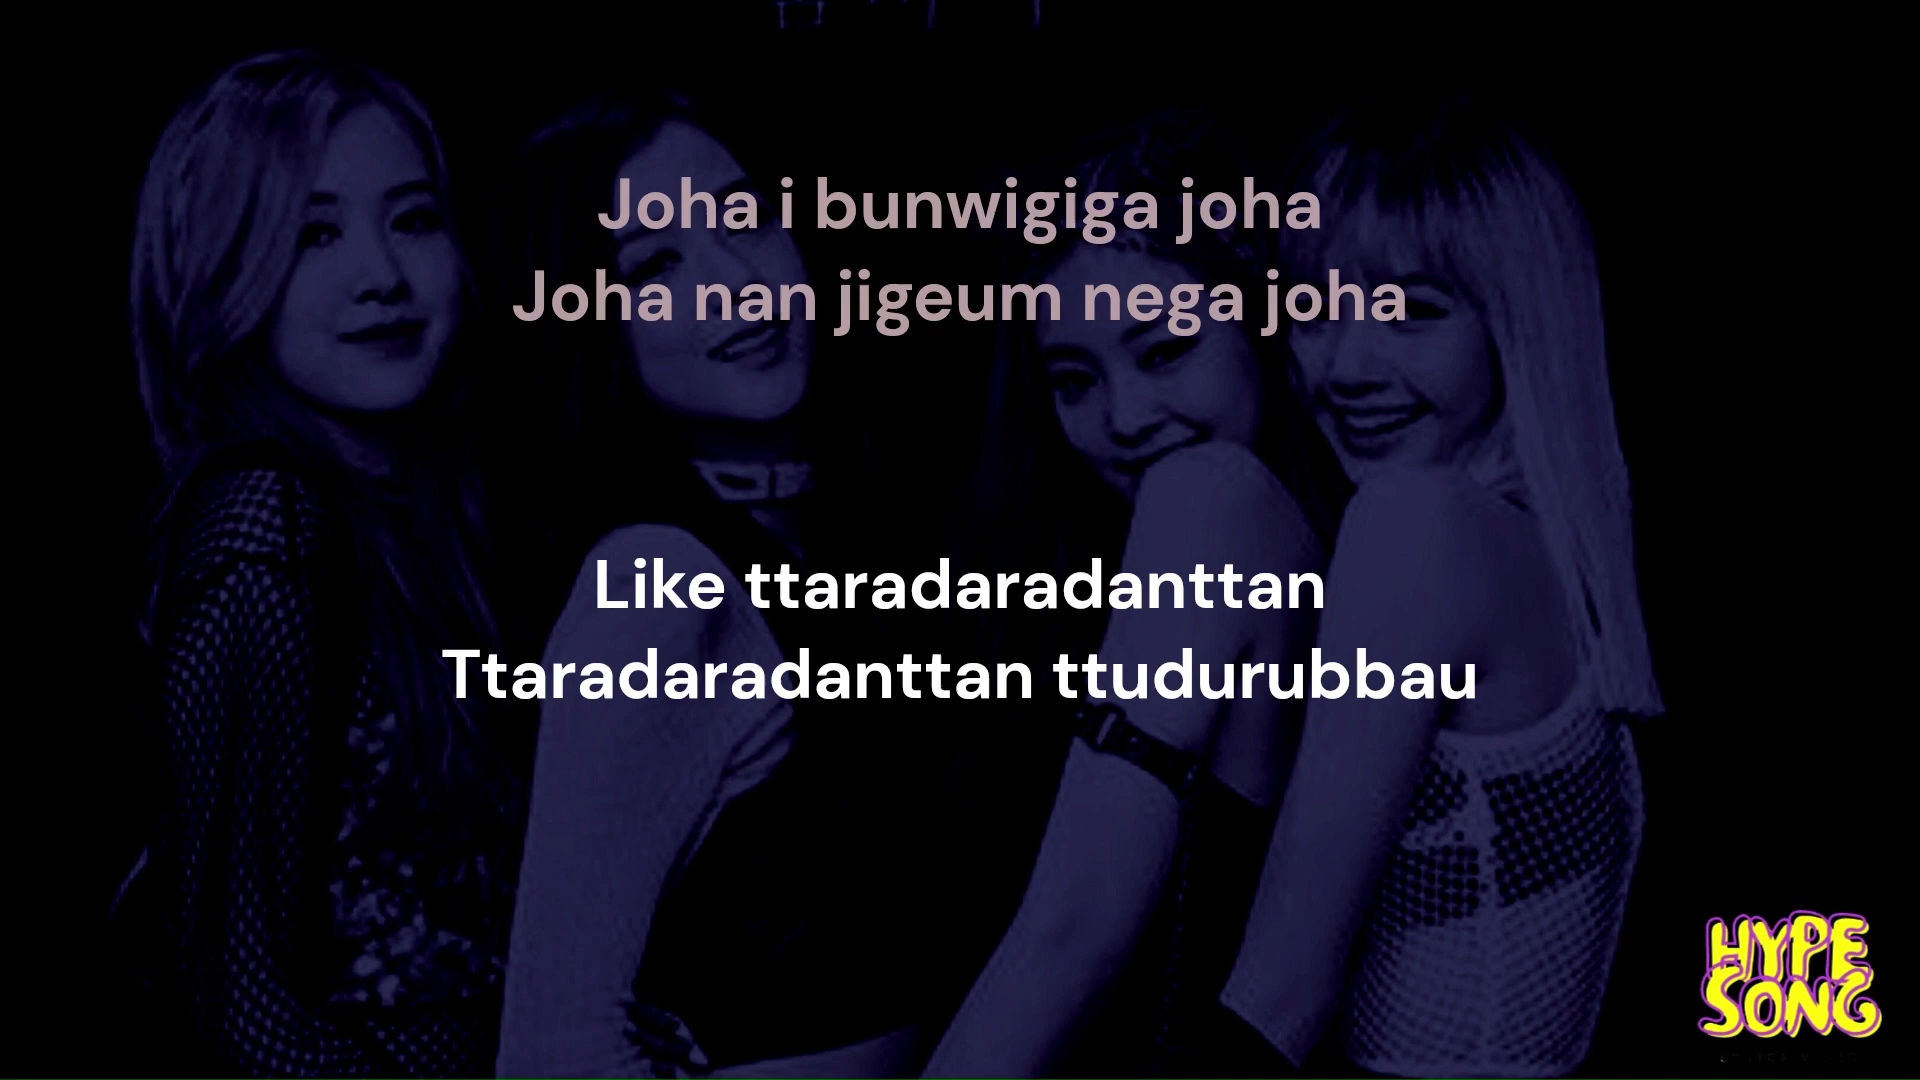 Joha i bunwigiga joha
Joha nan jigeum nega joha
Like ttaradaradanttan
Ttaradaradanttan ttudurubbau
HYPE
SONG